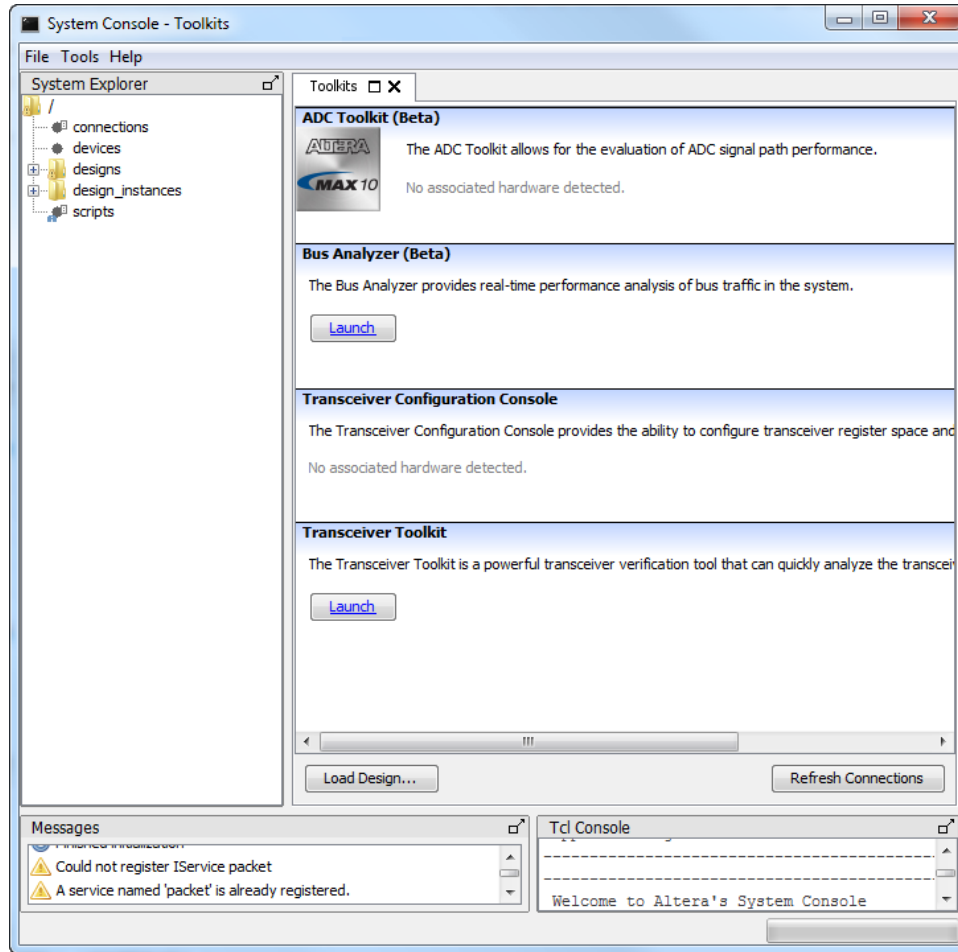 System Console - Toolkits
File Tools Help
System Explorer
/
connections
devices
designs
design_instances
scripts
Toolkits
ADC Toolkit (Beta)
ALTERA
MAX 10
The ADC Toolkit allows for the evaluation of ADC signal path performance.
No associated hardware detected.
Bus Analyzer (Beta)
The Bus Analyzer provides real-time performance analysis of bus traffic in the system.
Launch
Transceiver Configuration Console
The Transceiver Configuration Console provides the ability to configure transceiver register space and
No associated hardware detected.
Transceiver Toolkit
The Transceiver Toolkit is a powerful transceiver verification tool that can quickly analyze the transcei
Launch
Load Design...
Refresh Connections
Messages
Finished initialization
Could not register IService packet
A service named 'packet' is already registered.
Tcl Console
----------------------------------------
----------------------------------------
Welcome to Altera's System Console